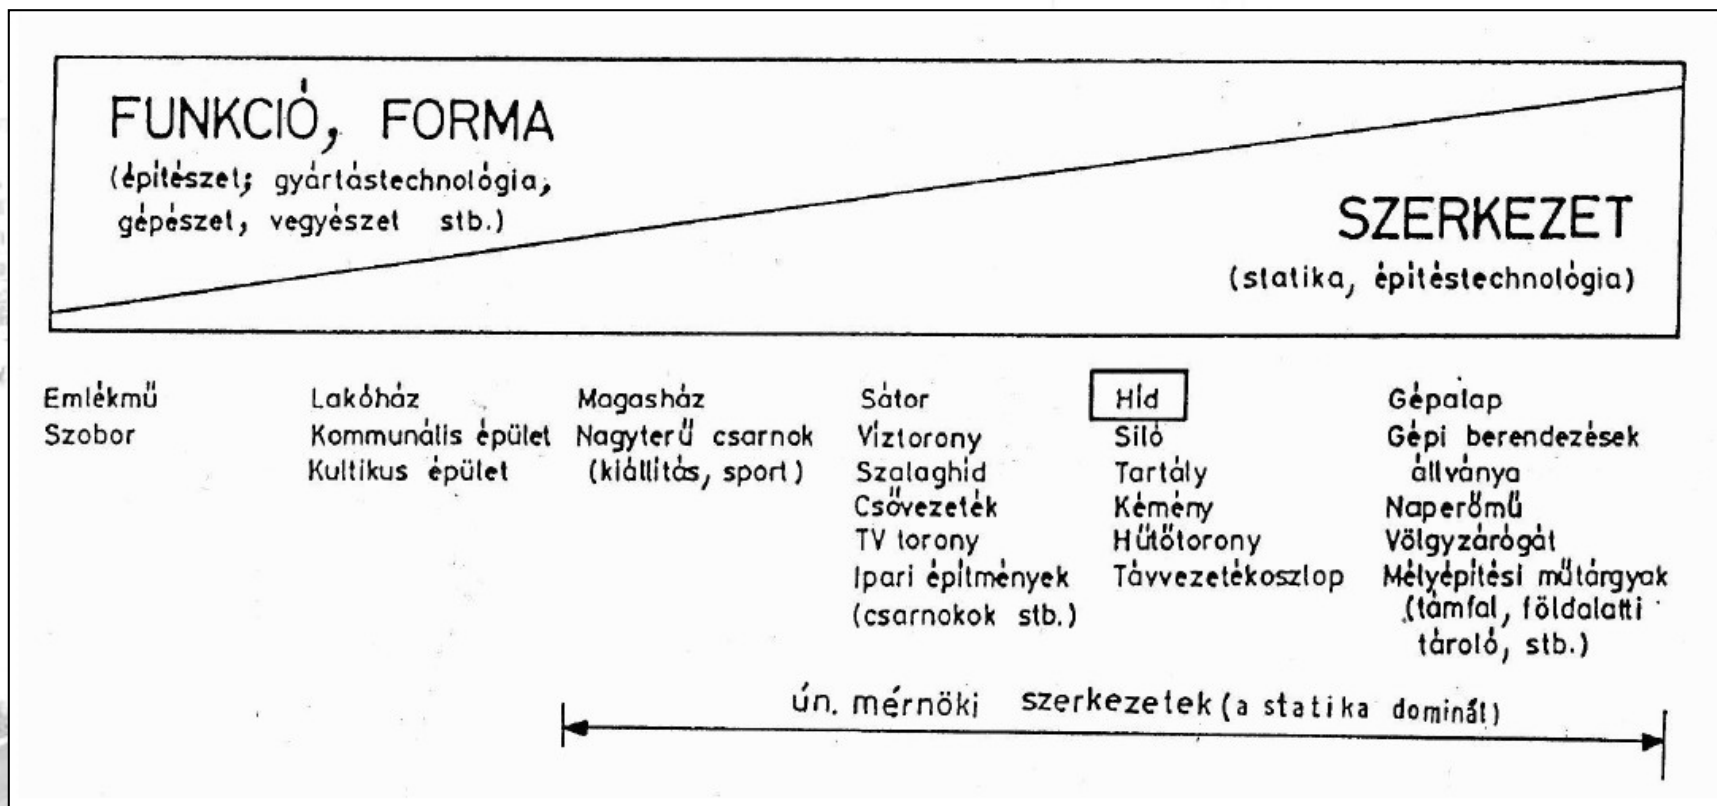 FUNKCIÓ, FORMA
(építészet; gyártástechnológia,
gépészet, vegyészet stb.)
SZERKEZET
(statika, építéstechnológia)
Emlékmű
Szobor
Lakóház
Kommunális épület
Kultikus épület
Magasház
Nagyterű csarnok
(kiállítás, sport)
Sátor
Víztorony
Szalaghíd
Csővezeték
TV torony
Ipari építmények
(csarnokok stb.)
Híd
Siló
Tartály
Kémény
Hűtőtorony
Távvezetékoszlop
Gépalap
Gépi berendezések
állványa
Naperőmű
Völgyzárógát
Mélyépítési műtárgyak
(támfal, földalatti
tároló, stb.)
ún. mérnöki szerkezetek (a statika dominál)